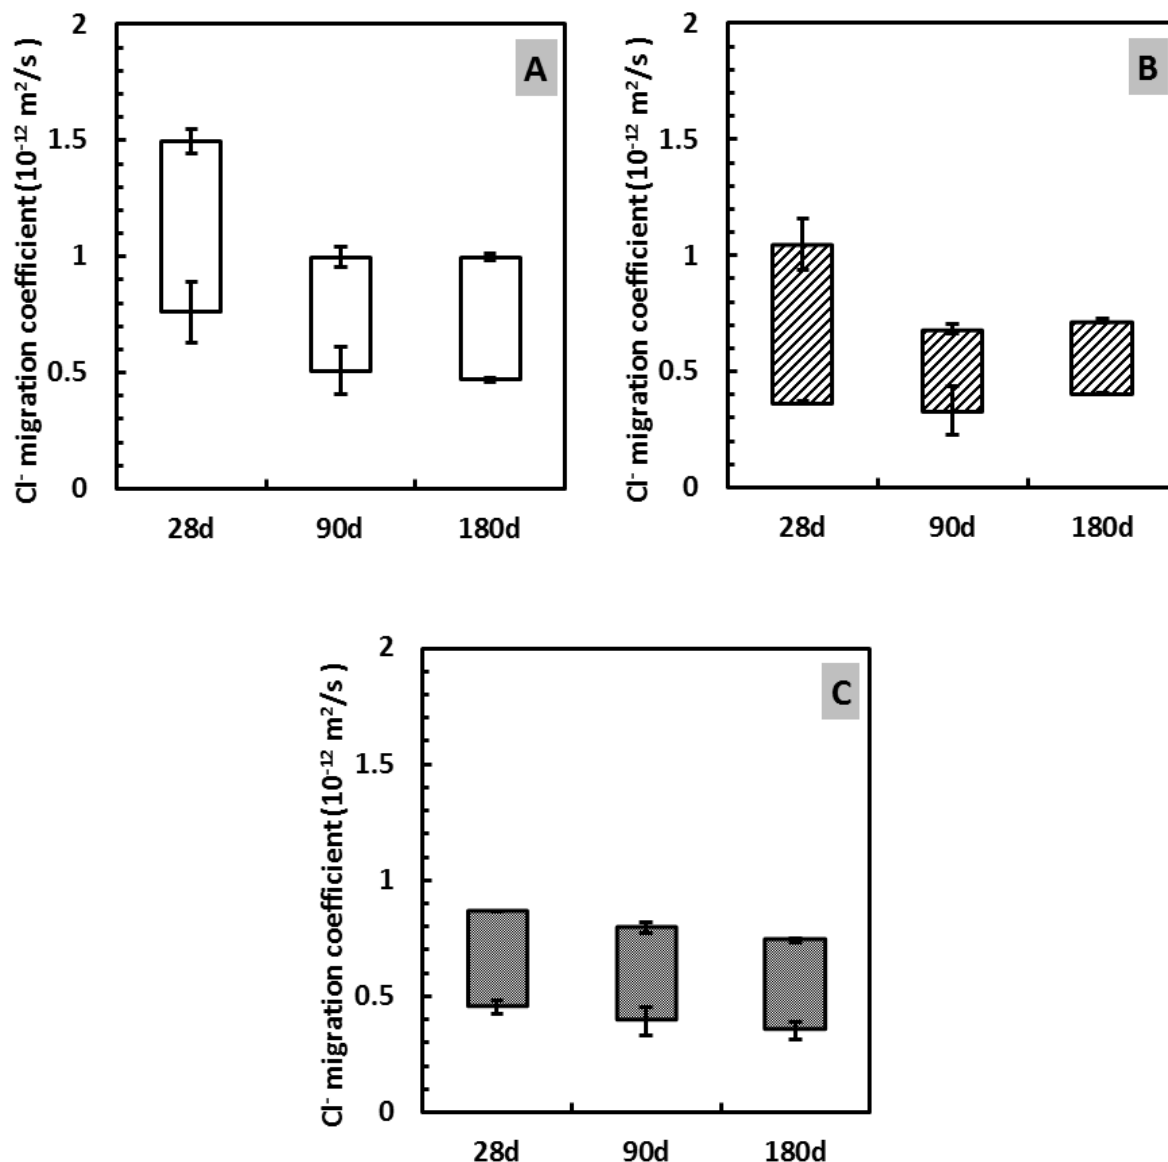 Cl⁻ migration coefficient (10⁻¹² m²/s )
2
1.5
1
0.5
0
A
28d 90d 180d
Cl⁻ migration coefficient (10⁻¹² m²/s )
2
1.5
1
0.5
0
B
28d 90d 180d
Cl⁻ migration coefficient (10⁻¹² m²/s )
2
1.5
1
0.5
0
C
28d 90d 180d